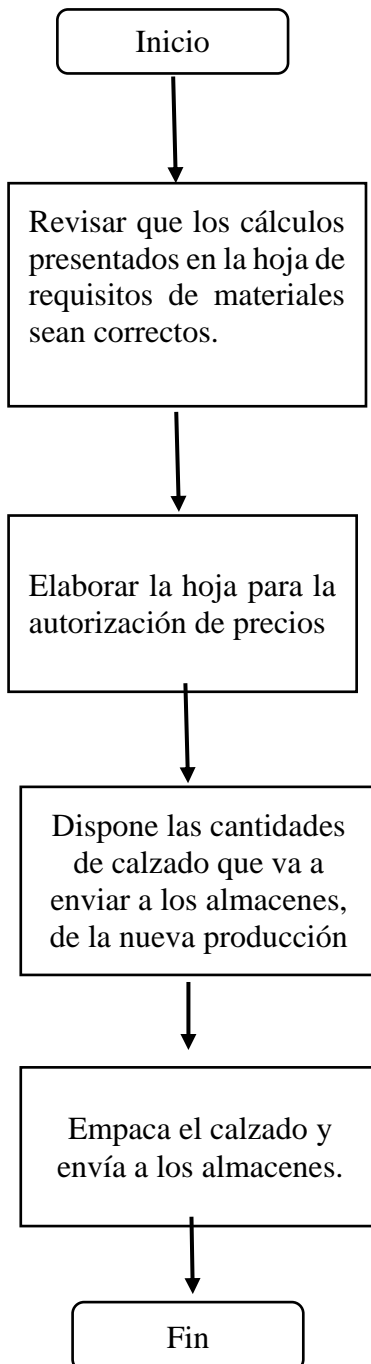 Inicio
Revisar que los cálculos
presentados en la hoja de
requisitos de materiales
sean correctos.
Elaborar la hoja para la
autorización de precios
Dispone las cantidades
de calzado que va a
enviar a los almacenes,
de la nueva producción
Empaca el calzado y
envía a los almacenes.
Fin